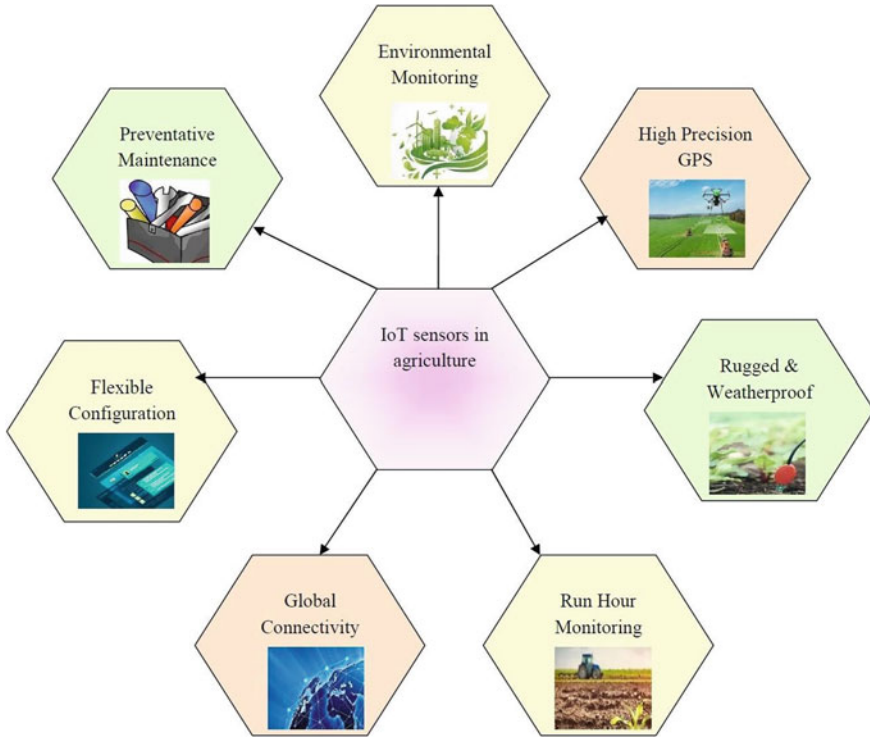 Environmental
Monitoring
Preventative
Maintenance
High Precision
GPS
IoT sensors in
agriculture
Flexible
Configuration
Rugged &
Weatherproof
Global
Connectivity
Run Hour
Monitoring